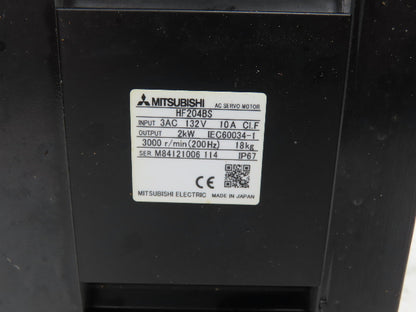 MITSUBISHI AC SERVO MOTOR
HF204BS
INPUT 3AC 132V 10A Cl.F
OUTPUT 2kW IEC60034-1
3000 r/min(200Hz) 18kg
SER. M84121006 114 IP67
CE
MITSUBISHI ELECTRIC MADE IN JAPAN